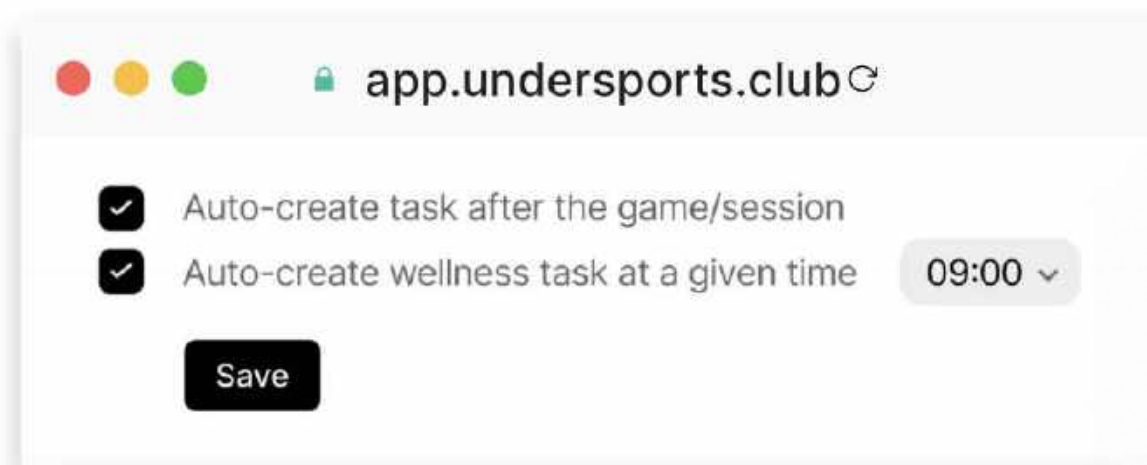 app.undersports.club
Auto-create task after the game/session
Auto-create wellness task at a given time 09:00
Save